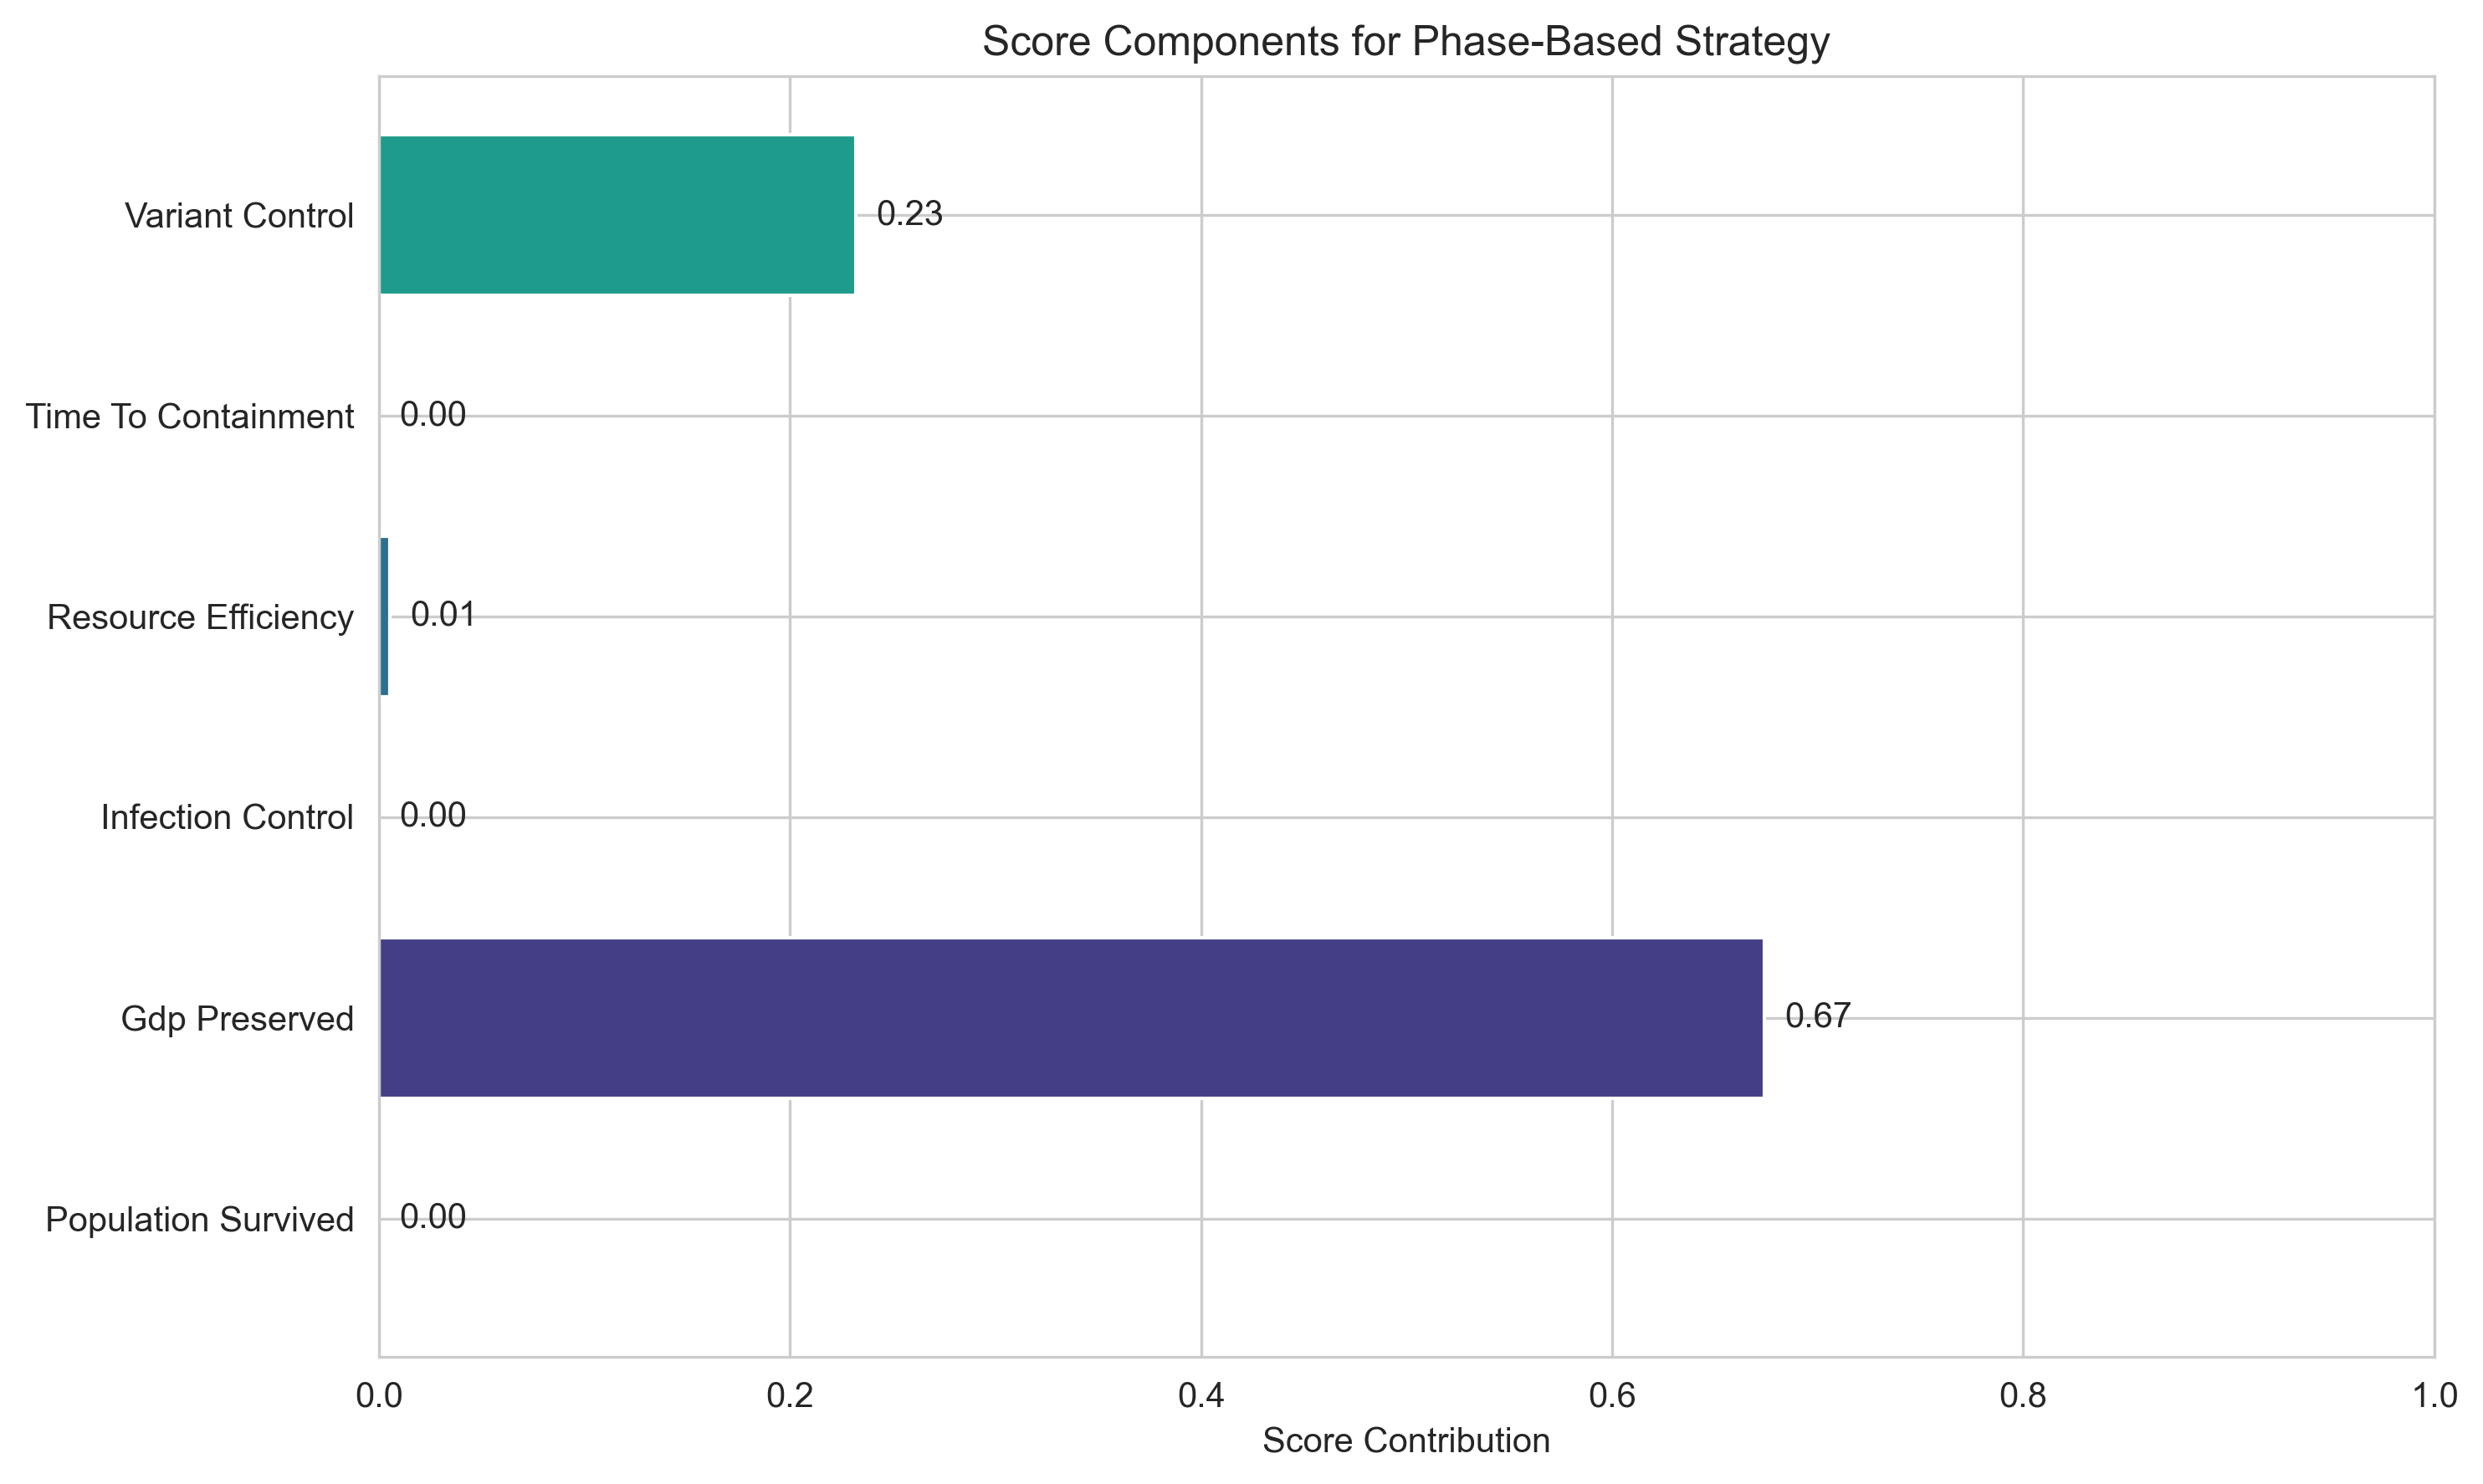 Score Components for Phase-Based Strategy
Variant Control
0.23
Time To Containment
0.00
Resource Efficiency
0.01
Infection Control
0.00
Gdp Preserved
0.67
Population Survived
0.00
0.0 0.2 0.4 0.6 0.8 1.0
Score Contribution